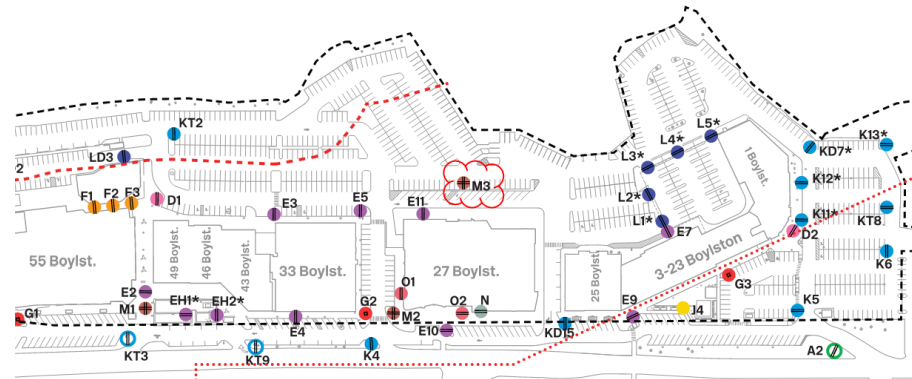 KT2
K13*
L5*
L4*
KD7*
L3*
LD3
1 Boylst.
2
M3
K12*
F1
F2
F3
D1
L2*
E3
E5
E11
L1*
K11*
KT8
E7
D2
55 Boylst.
49 Boylst.
46 Boylst.
43 Boylst.
33 Boylst.
27 Boylst.
25 Boylst.
3-23 Boylston
K6
G3
E2
O1
M1
EH1*
EH2*
G2
M2
O2
N
E9
J4
K5
G1
E4
E10
KD15
KT3
KT9
K4
A2